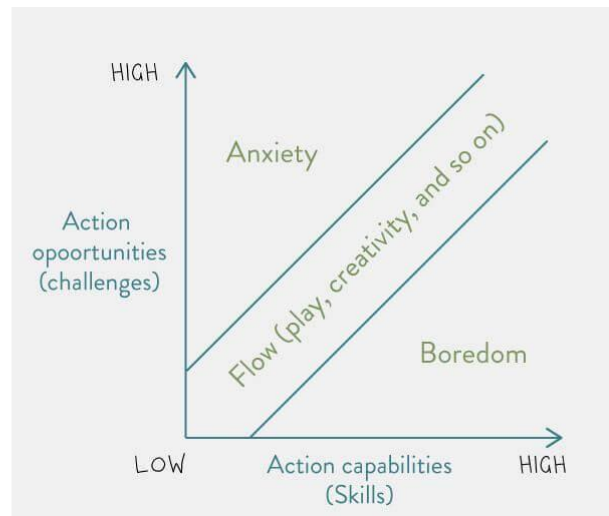 HIGH
Anxiety
Action
opoortunities
(challenges)
Flow (play, creativity, and so on)
Boredom
LOW
Action capabilities
(Skills)
HIGH